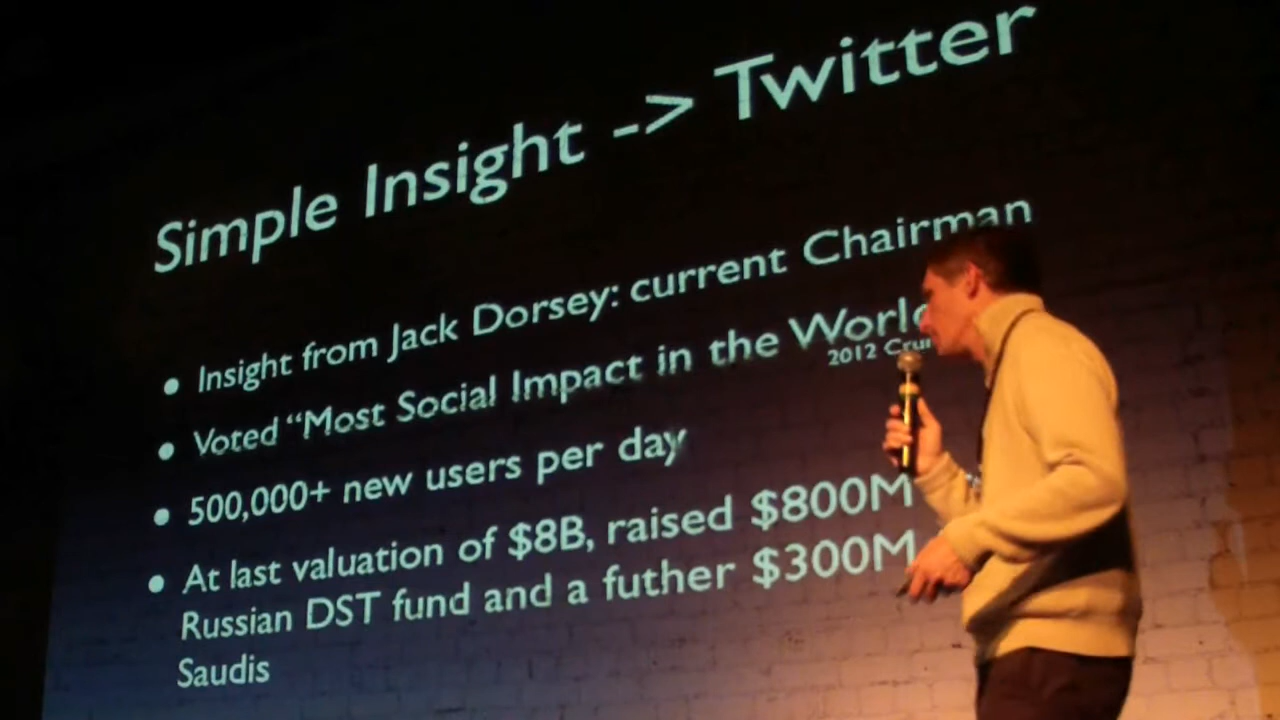 Simple Insight -> Twitter
• Insight from Jack Dorsey: current Chairman
• Voted “Most Social Impact in the World
2012
• 500,000+ new users per day
• At last valuation of $8B, raised $800M
Russian DST fund and a futher $300M
Saudis